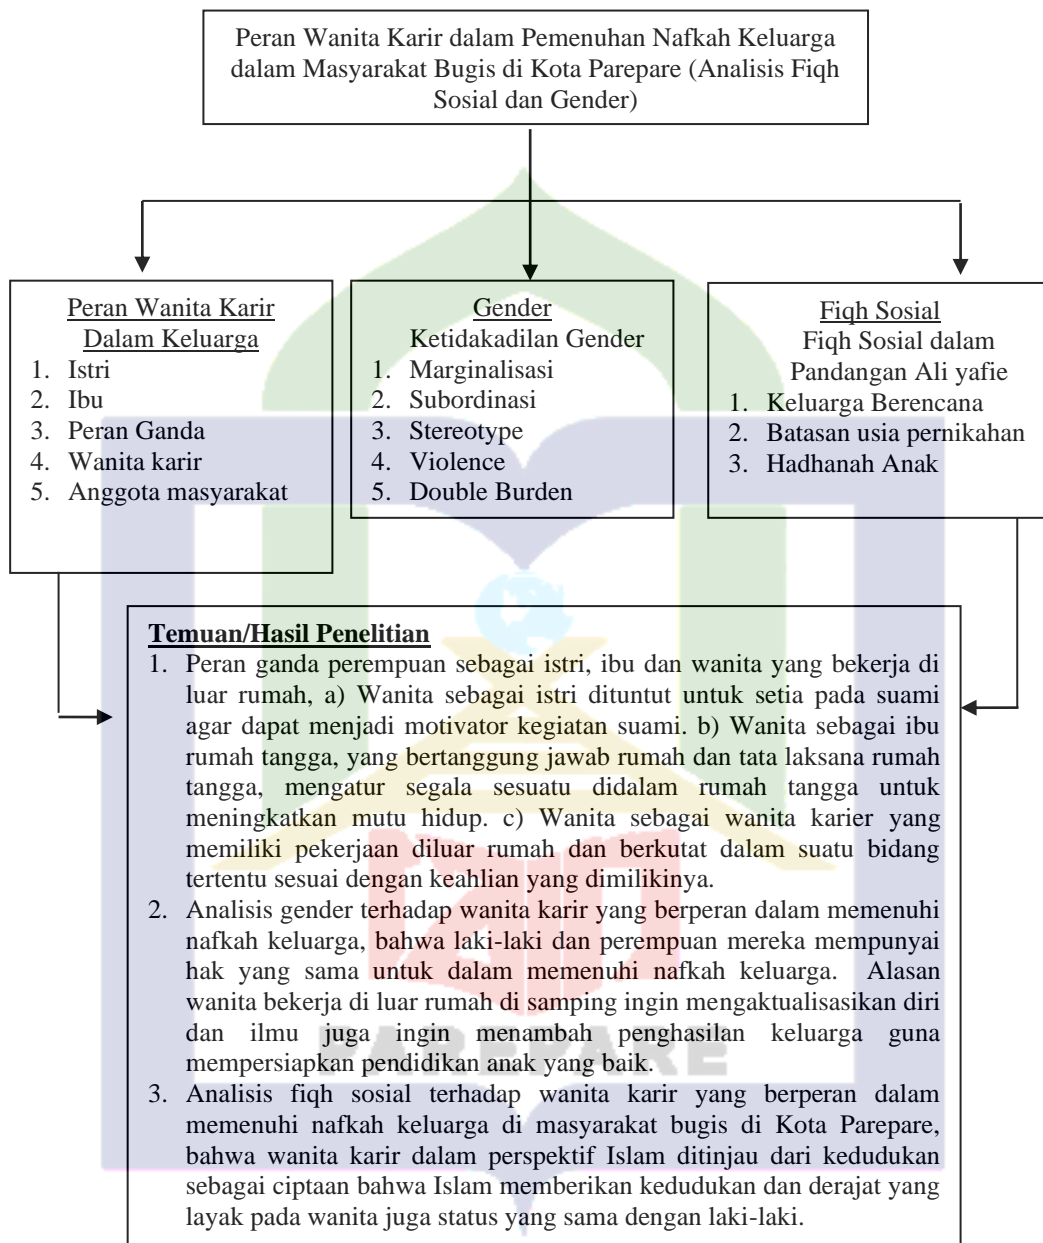 Peran Wanita Karir dalam Pemenuhan Nafkah Keluarga
dalam Masyarakat Bugis di Kota Parepare (Analisis Fiqh
Sosial dan Gender)
Peran Wanita Karir
Dalam Keluarga
1. Istri
2. Ibu
3. Peran Ganda
4. Wanita karir
5. Anggota masyarakat
Gender
Ketidakadilan Gender
1. Marginalisasi
2. Subordinasi
3. Stereotype
4. Violence
5. Double Burden
Fiqh Sosial
Fiqh Sosial dalam
Pandangan Ali yafie
1. Keluarga Berencana
2. Batasan usia pernikahan
3. Hadhanah Anak
Temuan/Hasil Penelitian
1. Peran ganda perempuan sebagai istri, ibu dan wanita yang bekerja di
luar rumah, a) Wanita sebagai istri dituntut untuk setia pada suami
agar dapat menjadi motivator kegiatan suami. b) Wanita sebagai ibu
rumah tangga, yang bertanggung jawab rumah dan tata laksana rumah
tangga, mengatur segala sesuatu didalam rumah tangga untuk
meningkatkan mutu hidup. c) Wanita sebagai wanita karier yang
memiliki pekerjaan diluar rumah dan berkutat dalam suatu bidang
tertentu sesuai dengan keahlian yang dimilikinya.
2. Analisis gender terhadap wanita karir yang berperan dalam memenuhi
nafkah keluarga, bahwa laki-laki dan perempuan mereka mempunyai
hak yang sama untuk dalam memenuhi nafkah keluarga. Alasan
wanita bekerja di luar rumah di samping ingin mengaktualisasikan diri
dan ilmu juga ingin menambah penghasilan keluarga guna
mempersiapkan pendidikan anak yang baik.
3. Analisis fiqh sosial terhadap wanita karir yang berperan dalam
memenuhi nafkah keluarga di masyarakat bugis di Kota Parepare,
bahwa wanita karir dalam perspektif Islam ditinjau dari kedudukan
sebagai ciptaan bahwa Islam memberikan kedudukan dan derajat yang
layak pada wanita juga status yang sama dengan laki-laki.
PAREPARE